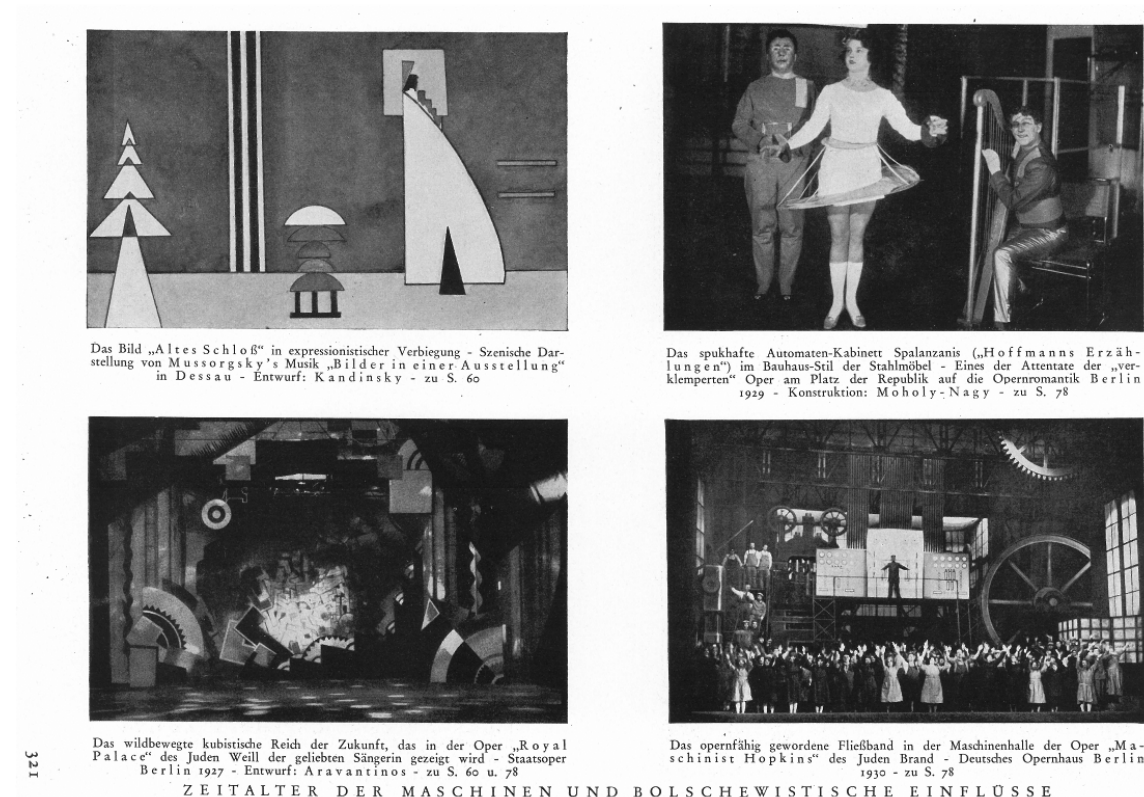 Das Bild „Altes Schloß“ in expressionistischer Verbiegung - Szenische Dar-
stellung von Mussorgsky's Musik „Bilder in einer Ausstellung“
in Dessau - Entwurf: Kandinsky - zu S. 60
Das spukhafte Automaten-Kabinett Spalanzanis („Hoffmanns Erzäh-
lungen“) im Bauhaus-Stil der Stahlmöbel - Eines der Attentate der „ver-
klemperten“ Oper am Platz der Republik auf die Opernromantik Berlin
1929 - Konstruktion: Moholy-Nagy - zu S. 78
Das wildbewegte kubistische Reich der Zukunft, das in der Oper „Royal
Palace“ des Juden Weill der geliebten Sängerin gezeigt wird - Staatsoper
Berlin 1927 - Entwurf: Aravantinos - zu S. 60 u. 78
Das opernfähig gewordene Fließband in der Maschinenhalle der Oper „Ma-
schinist Hopkins“ des Juden Brand - Deutsches Opernhaus Berlin
1930 - zu S. 78
321
ZEITALTER DER MASCHINEN UND BOLSCHEWISTISCHE EINFLÜSSE